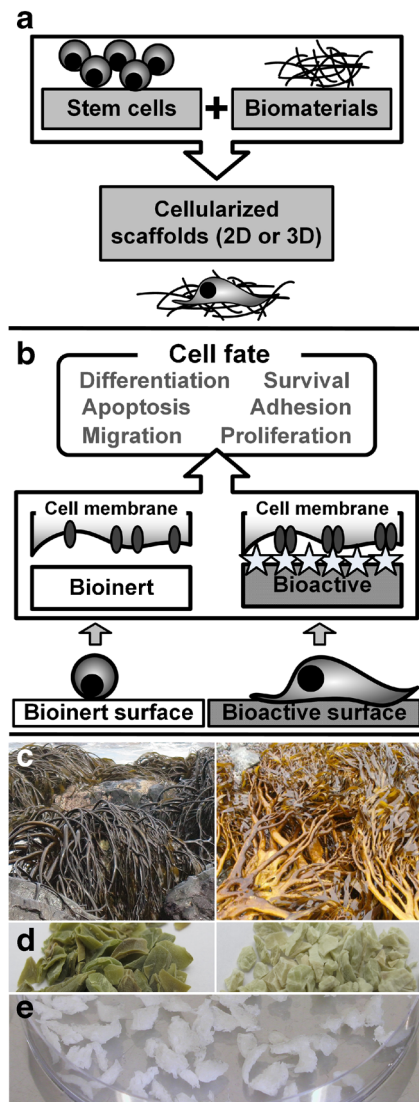 a
Stem cells + Biomaterials
Cellularized
scaffolds (2D or 3D)
b
Cell fate
Differentiation Survival
Apoptosis Adhesion
Migration Proliferation
Cell membrane Cell membrane
Bioinert Bioactive
Bioinert surface Bioactive surface
c
d
e